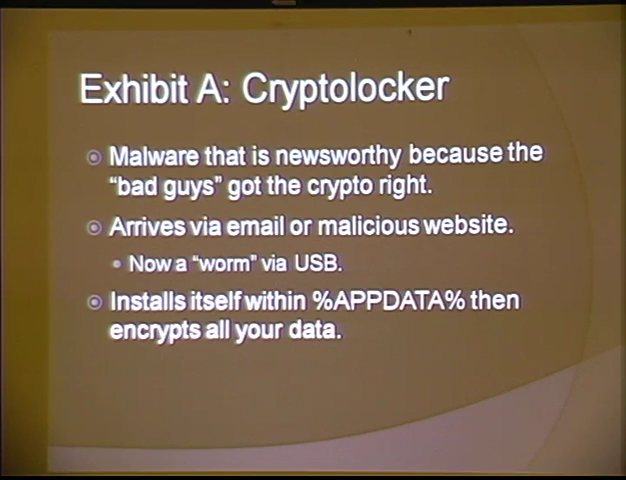 Exhibit A: Cryptolocker
Malware that is newsworthy because the
"bad guys" got the crypto right.
Arrives via email or malicious website.
Now a "worm" via USB.
Installs itself within %APPDATA% then
encrypts all your data.